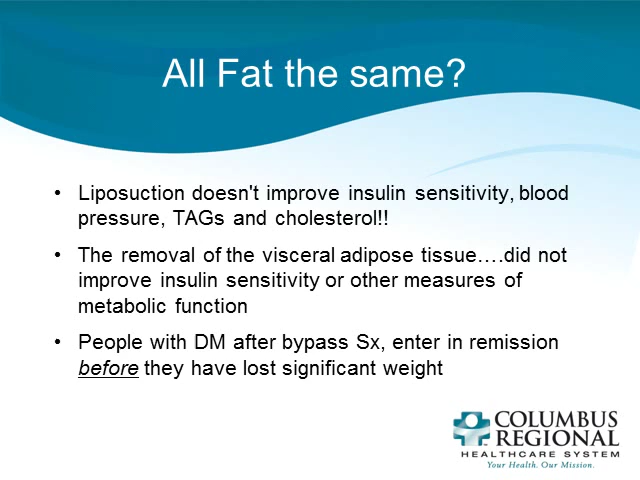 All Fat the same?
• Liposuction doesn't improve insulin sensitivity, blood
pressure, TAGs and cholesterol!!
• The removal of the visceral adipose tissue….did not
improve insulin sensitivity or other measures of
metabolic function
• People with DM after bypass Sx, enter in remission
before they have lost significant weight
COLUMBUS
REGIONAL
HEALTHCARE SYSTEM
Your Health. Our Mission.